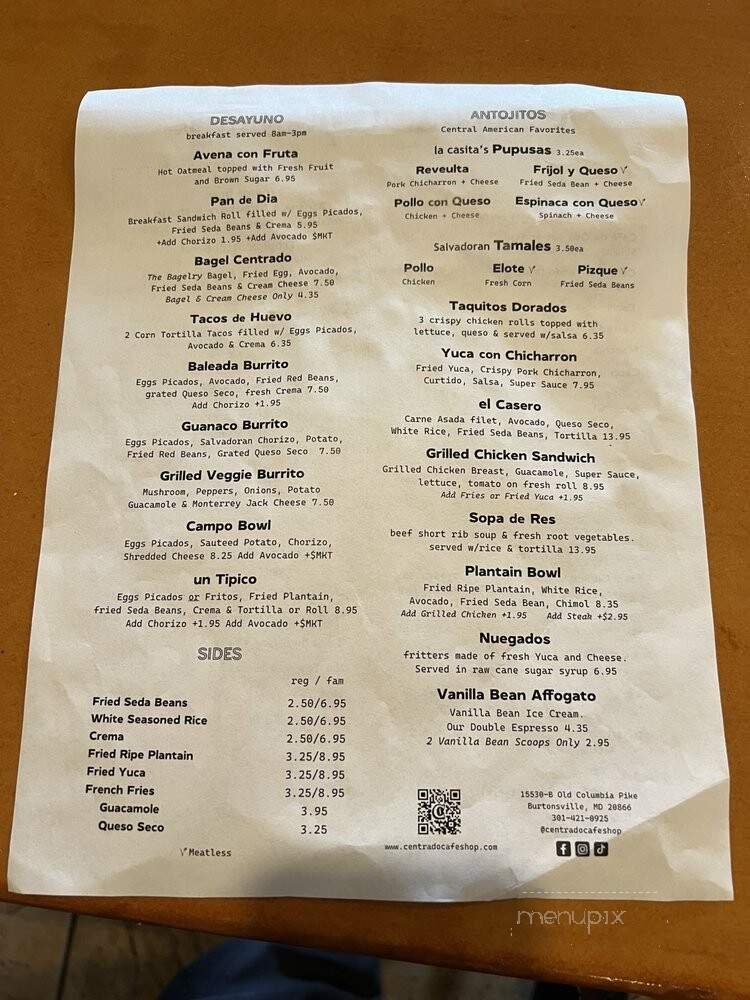 DESAYUNO
breakfast served 8am-3pm
Avena con Fruta
Hot Oatmeal topped with Fresh Fruit
and Brown Sugar 6.95
Pan de Dia
Breakfast Sandwich Roll filled w/ Eggs Picados,
Fried Seda Beans & Crema 5.95
+Add Chorizo 1.95 +Add Avocado $MKT
Bagel Centrado
The Bagelry Bagel, Fried Egg, Avocado,
Fried Seda Beans & Cream Cheese 7.50
Bagel & Cream Cheese Only 4.35
Tacos de Huevo
2 Corn Tortilla Tacos filled w/ Eggs Picados,
Avocado & Crema 6.35
Baleada Burrito
Eggs Picados, Avocado, Fried Red Beans,
grated Queso Seco, fresh Crema 7.50
Add Chorizo +1.95
Guanaco Burrito
Eggs Picados, Salvadoran Chorizo, Potato,
Fried Red Beans, Grated Queso Seco 7.50
Grilled Veggie Burrito
Mushroom, Peppers, Onions, Potato
Guacamole & Monterrey Jack Cheese 7.50
Campo Bowl
Eggs Picados, Sauteed Potato, Chorizo,
Shredded Cheese 8.25 Add Avocado +$MKT
un Tipico
Eggs Picados or Fritos, Fried Plantain,
fried Seda Beans, Crema & Tortilla or Roll 8.95
Add Chorizo +1.95 Add Avocado +$MKT
SIDES
reg / fam
Fried Seda Beans 2.50/6.95
White Seasoned Rice 2.50/6.95
Crema 2.50/6.95
Fried Ripe Plantain 3.25/8.95
Fried Yuca 3.25/8.95
French Fries 3.25/8.95
Guacamole 3.95
Queso Seco 3.25
Meatless
ANTOJITOS
Central American Favorites
la casita's Pupusas 3.25ea
Reveulta Frijol y Queso
Pork Chicharron + Cheese Fried Seda Bean + Cheese
Pollo con Queso Espinaca con Queso
Chicken + Cheese Spinach + Cheese
Salvadoran Tamales 3.50ea
Pollo Elote Pizque
Chicken Fresh Corn Fried Seda Beans
Taquitos Dorados
3 crispy chicken rolls topped with
lettuce, queso & served w/salsa 6.35
Yuca con Chicharron
Fried Yuca, Crispy Pork Chicharron,
Curtido, Salsa, Super Sauce 7.95
el Casero
Carne Asada filet, Avocado, Queso Seco,
White Rice, Fried Seda Beans, Tortilla 13.95
Grilled Chicken Sandwich
Grilled Chicken Breast, Guacamole, Super Sauce,
lettuce, tomato on fresh roll 8.95
Add Fries or Fried Yuca +1.95
Sopa de Res
beef short rib soup & fresh root vegetables.
served w/rice & tortilla 13.95
Plantain Bowl
Fried Ripe Plantain, White Rice,
Avocado, Fried Seda Bean, Chimol 8.35
Add Grilled Chicken +1.95 Add Steak +$2.95
Nuegados
fritters made of fresh Yuca and Cheese.
Served in raw cane sugar syrup 6.95
Vanilla Bean Affogato
Vanilla Bean Ice Cream.
Our Double Espresso 4.35
2 Vanilla Bean Scoops Only 2.95
www.centradocafeshop.com
15530-B Old Columbia Pike
Burtonsville, MD 20866
301-421-0925
@centradocafeshop
menupix